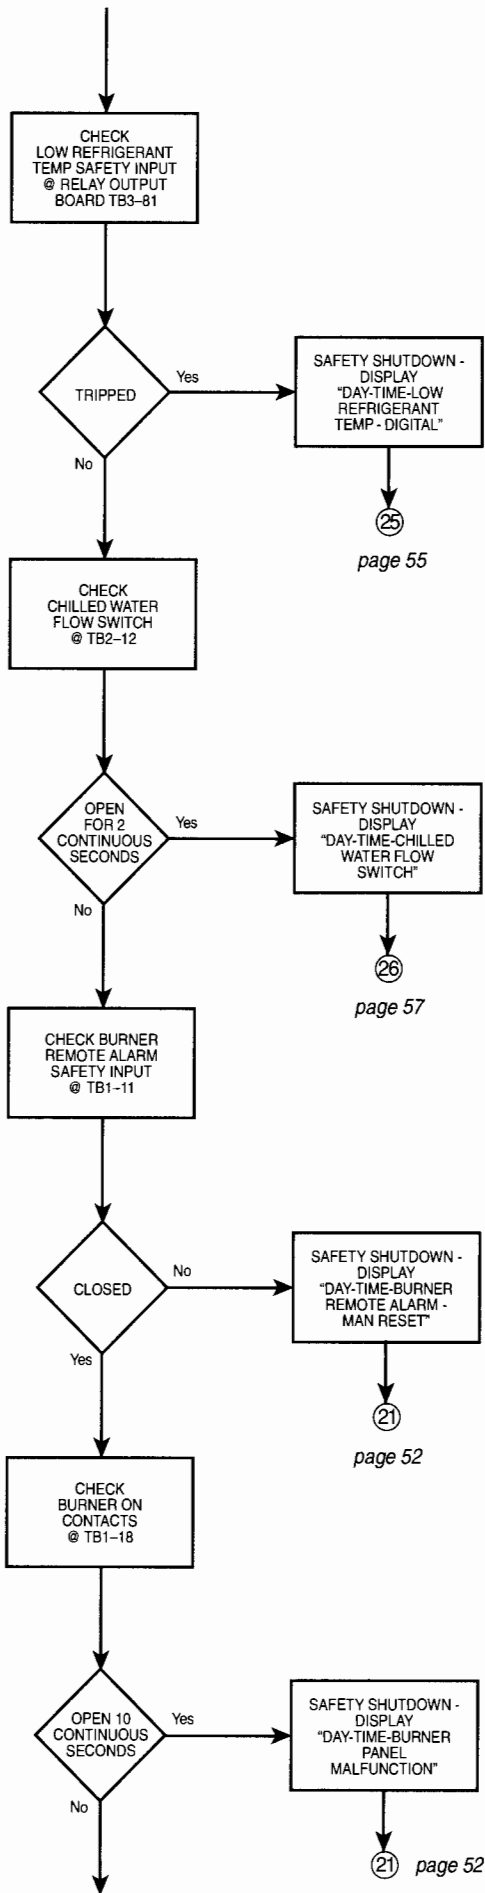 CHECK
LOW REFRIGERANT
TEMP SAFETY INPUT
@ RELAY OUTPUT
BOARD TB3–81
TRIPPED
Yes
No
SAFETY SHUTDOWN -
DISPLAY
“DAY-TIME-LOW
REFRIGERANT
TEMP - DIGITAL”
25
page 55
CHECK
CHILLED WATER
FLOW SWITCH
@ TB2–12
OPEN
FOR 2
CONTINUOUS
SECONDS
Yes
No
SAFETY SHUTDOWN -
DISPLAY
“DAY-TIME-CHILLED
WATER FLOW
SWITCH”
26
page 57
CHECK BURNER
REMOTE ALARM
SAFETY INPUT
@ TB1–11
CLOSED
No
Yes
SAFETY SHUTDOWN -
DISPLAY
“DAY-TIME-BURNER
REMOTE ALARM -
MAN RESET”
21
page 52
CHECK
BURNER ON
CONTACTS
@ TB1–18
OPEN 10
CONTINUOUS
SECONDS
Yes
No
SAFETY SHUTDOWN -
DISPLAY
“DAY-TIME-BURNER
PANEL
MALFUNCTION”
21 page 52